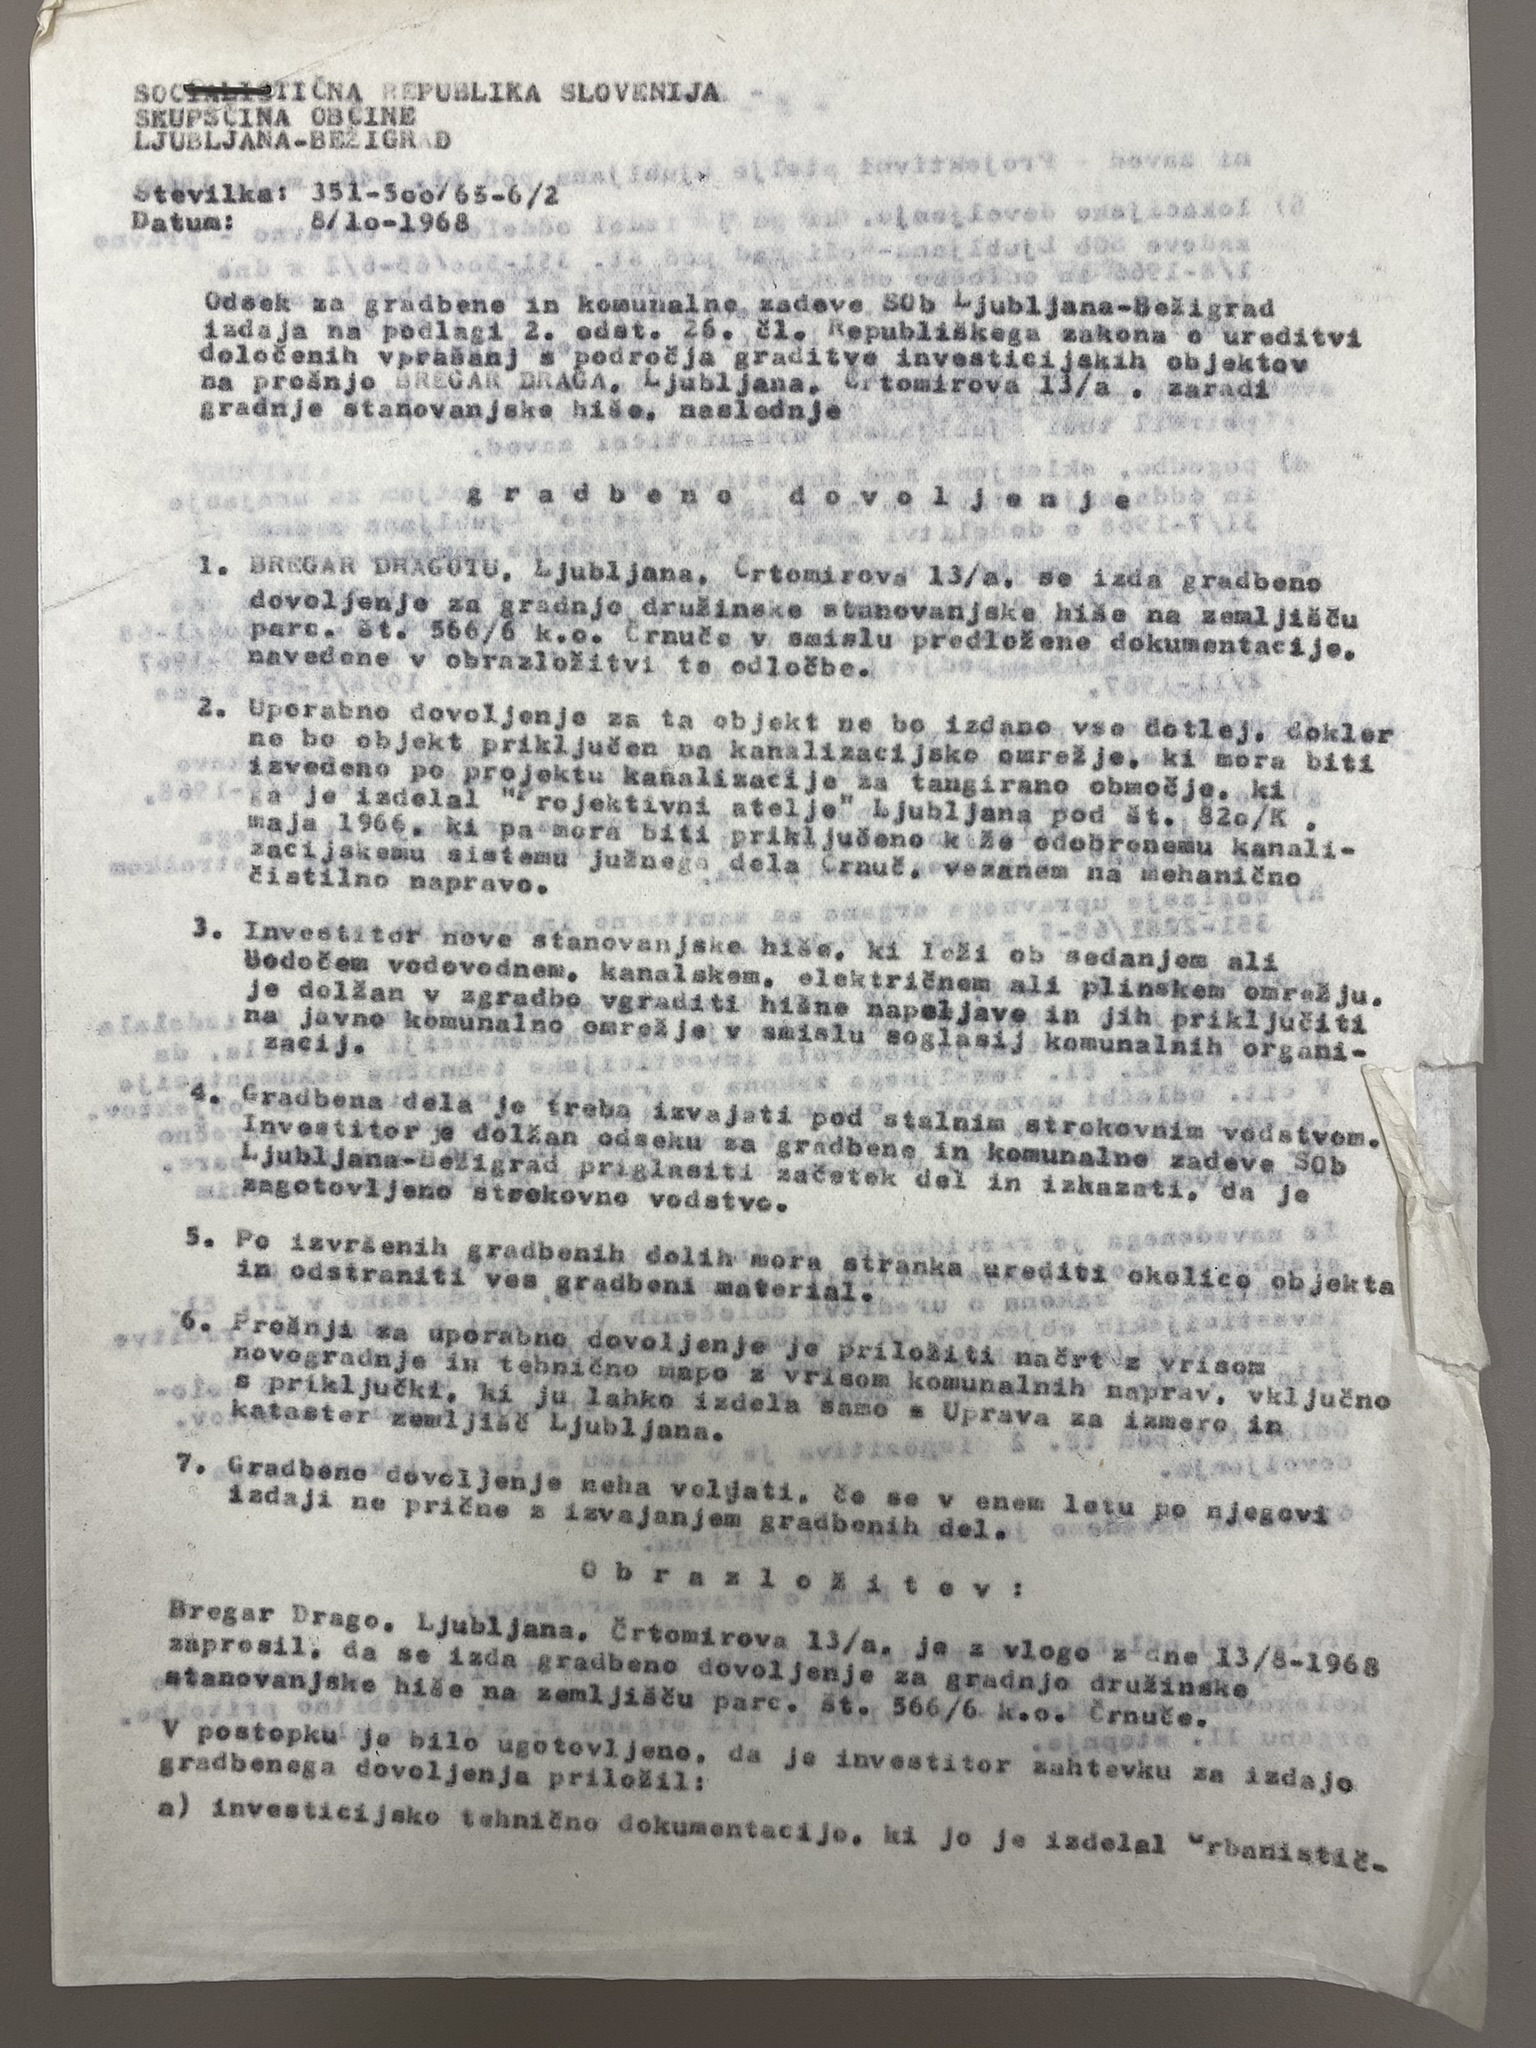 SOCIALISTIČNA REPUBLIKA SLOVENIJA
SKUPŠČINA OBČINE
LJUBLJANA-BEŽIGRAD
Številka: 351-5oo/65-6/2
Datum: 8/1o-1968
Odsek za gradbene in komunalne zadeve SOb Ljubljana-Bežigrad
izdaja na podlagi 2. odst. 26. čl. Republiškega zakona o ureditvi
določenih vprašanj s področja graditve investicijskih objektov
na prošnjo BREGAR DRAGA, Ljubljana, Črtomirova 13/a , zaradi
gradnje stanovanjske hiše, naslednje
g r a d b e n o d o v o l j e n j e
1. BREGAR DRAGOTU, Ljubljana, Črtomirova 13/a, se izda gradbeno
dovoljenje za gradnjo družinske stanovanjske hiše na zemljišču
parc. št. 566/6 k.o. Črnuče v smislu predložene dokumentacije,
navedene v obrazložitvi te odločbe.
2. Uporabno dovoljenje za ta objekt ne bo izdano vse dotlej, dokler
ne bo objekt priključen na kanalizacijsko omrežje, ki mora biti
izvedeno po projektu kanalizacije za tangirano območje, ki
ga je izdelal "Projektivni atelje" Ljubljana pod št. 82o/K ,
maja 1966, ki pa mora biti priključeno k že odobrenemu kanali-
zacijskemu sistemu južnega dela Črnuč, vezanem na mehanično
čistilno napravo.
3. Investitor nove stanovanjske hiše, ki leži ob sedanjem ali
bodočem vodovodnem, kanalskem, električnem ali plinskem omrežju,
je dolžan v zgradbo vgraditi hišne napeljave in jih priključiti
na javno komunalno omrežje v smislu soglasij komunalnih organi-
zacij.
4. Gradbena dela je treba izvajati pod stalnim strokovnim vodstvom.
Investitor je dolžan odseku za gradbene in komunalne zadeve SOb
Ljubljana-Bežigrad priglasiti začetek del in izkazati, da je
zagotovljeno strokovno vodstvo.
5. Po izvršenih gradbenih delih mora stranka urediti okolico objekta
in odstraniti ves gradbeni material.
6. Prošnji za uporabno dovoljenje je priložiti načrt z vrisom
novogradnje in tehnično mapo z vrisom komunalnih naprav, vključno
s priključki, ki ju lahko izdela samo s Uprava za izmero in
kataster zemljišč Ljubljana.
7. Gradbeno dovoljenje neha veljati, če se v enem letu po njegovi
izdaji ne prične z izvajanjem gradbenih del.
O b r a z l o ž i t e v :
Bregar Drago, Ljubljana, Črtomirova 13/a, je z vlogo z dne 13/8-1968
zaprosil, da se izda gradbeno dovoljenje za gradnjo družinske
stanovanjske hiše na zemljišču parc. št. 566/6 k.o. Črnuče.
V postopku je bilo ugotovljeno, da je investitor zahtevku za izdajo
gradbenega dovoljenja priložil:
a) investicijsko tehnično dokumentacijo, ki jo je izdelal Urbanistič-